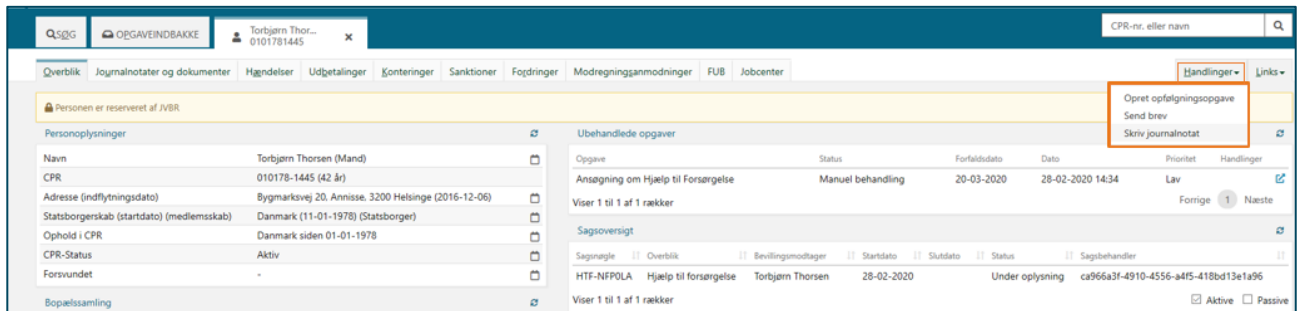 SØG
OPGAVEINDBAKKE
Torbjørn Thor...
0101781445
CPR-nr. eller navn
Overblik Journalnotater og dokumenter Hændelser Udbetalinger Konteringer Sanktioner Fordringer Modregningsanmodninger FUB Jobcenter Handlinger Links
Opret opfølgningsopgave
Send brev
Skriv journalnotat
Personen er reserveret af JVBR
Personoplysninger
Navn Torbjørn Thorsen (Mand)
CPR 010178-1445 (42 år)
Adresse (indflytningsdato) Bygmarksvej 20, Annisse, 3200 Helsinge (2016-12-06)
Statsborgerskab (startdato) (medlemsskab) Danmark (11-01-1978) (Statsborger)
Ophold i CPR Danmark siden 01-01-1978
CPR-Status Aktiv
Forsvundet -
Bopælssamling
Ubehandlede opgaver
Opgave Status Forfaldsdato Dato Prioritet Handlinger
Ansøgning om Hjælp til Forsørgelse Manuel behandling 20-03-2020 28-02-2020 14:34 Lav
Viser 1 til 1 af 1 rækker Forrige 1 Næste
Sagsoversigt
Sagsnøgle Overblik Bevillingsmodtager Startdato Slutdato Status Sagsbehandler
HTF-NFP0LA Hjælp til forsørgelse Torbjørn Thorsen 28-02-2020 Under oplysning ca966a3f-4910-4556-a4f5-418bd13e1a96
Viser 1 til 1 af 1 rækker Aktive Passive